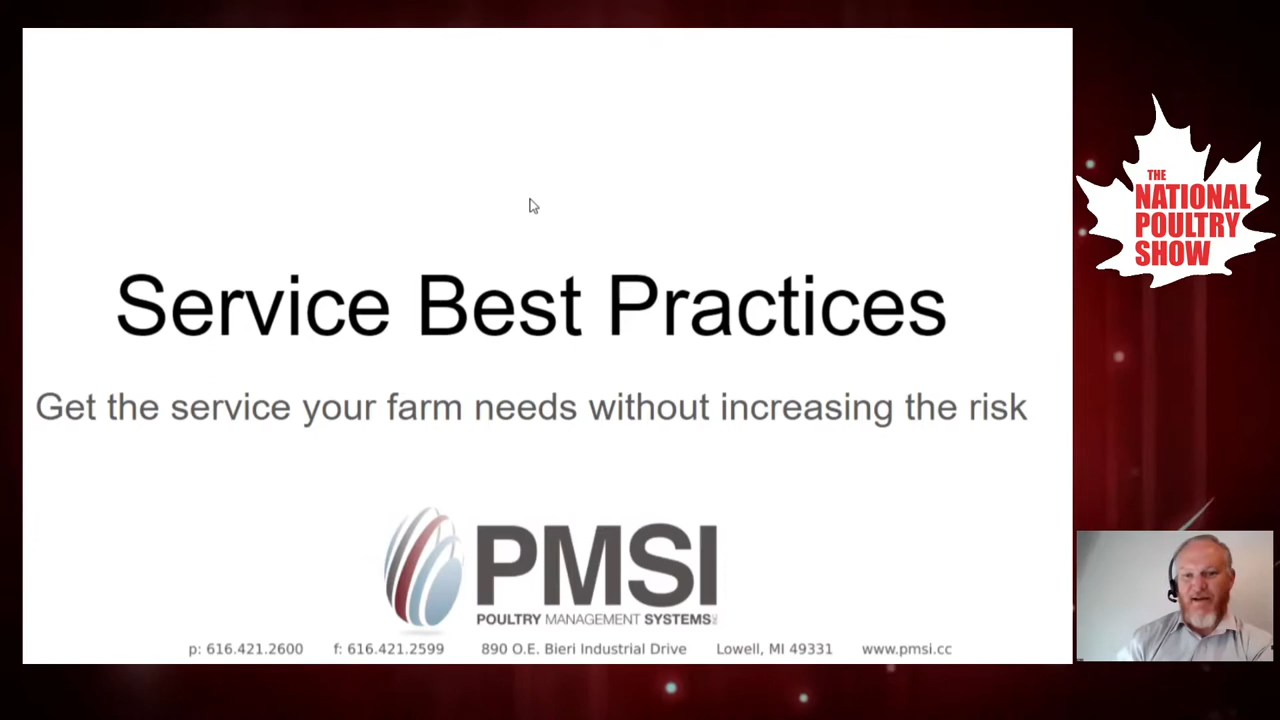 Service Best Practices
Get the service your farm needs without increasing the risk
PMSI
POULTRY MANAGEMENT SYSTEMS
p: 616.421.2600 f: 616.421.2599 890 O.E. Bieri Industrial Drive Lowell, MI 49331 www.pmsi.cc
THE
NATIONAL
POULTRY
SHOW